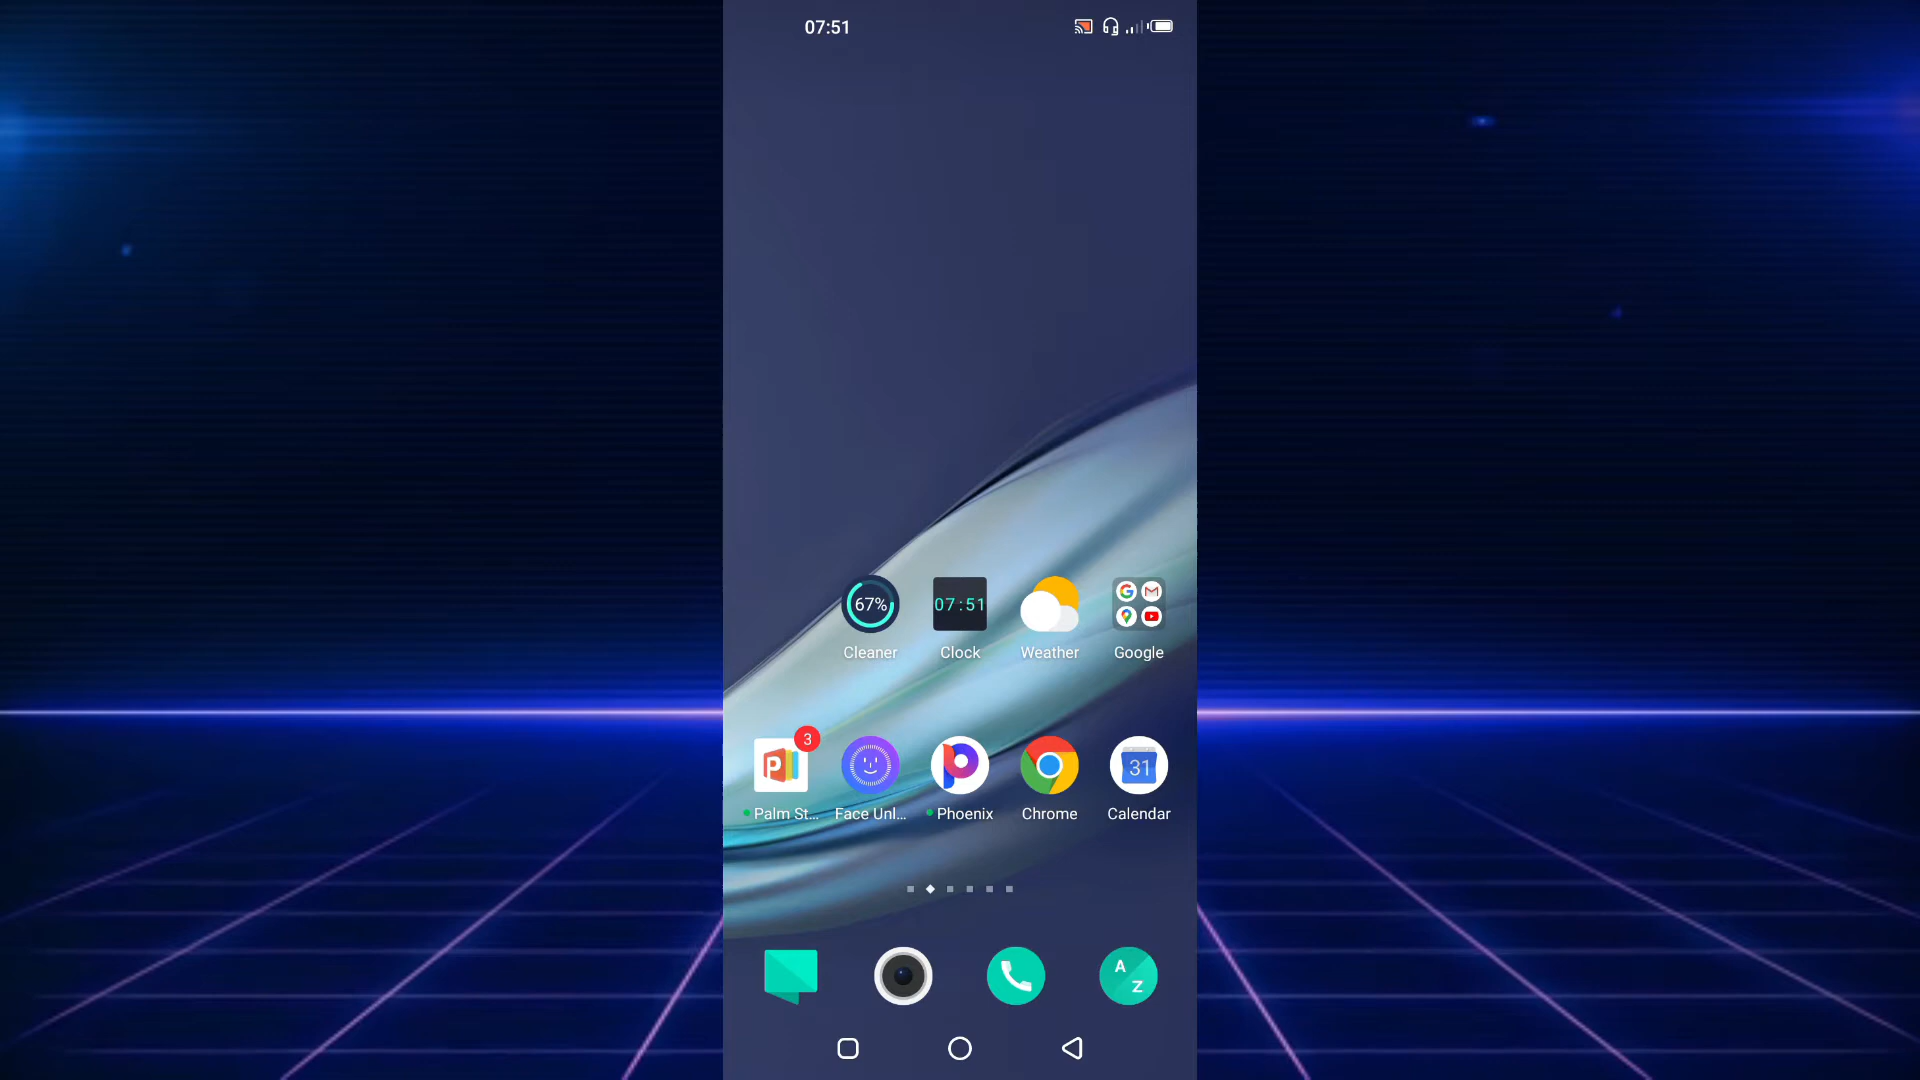 07:51
67% 07:51
Cleaner Clock Weather Google
3
P 31
Palm St... Face Unl... Phoenix Chrome Calendar
A
Z